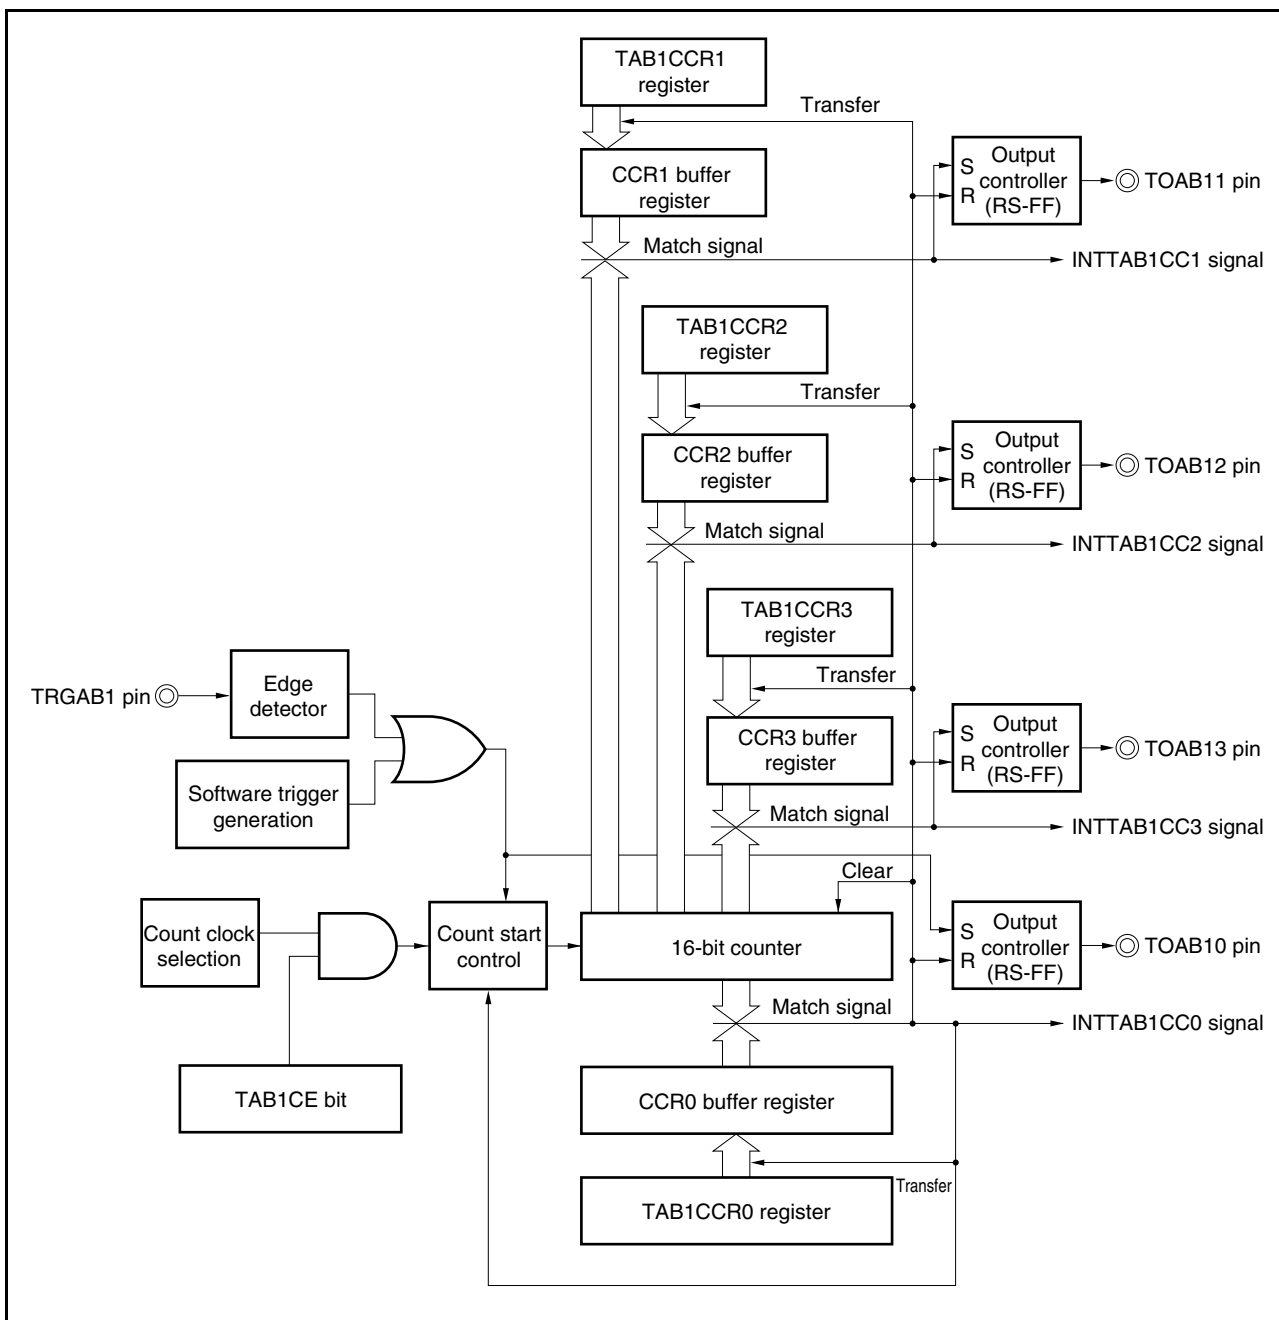 TAB1CCR1
register
Transfer
CCR1 buffer
register
S
R
Output
controller
(RS-FF)
TOAB11 pin
Match signal
INTTAB1CC1 signal
TAB1CCR2
register
Transfer
CCR2 buffer
register
S
R
Output
controller
(RS-FF)
TOAB12 pin
Match signal
INTTAB1CC2 signal
TAB1CCR3
register
Transfer
TRGAB1 pin
Edge
detector
CCR3 buffer
register
S
R
Output
controller
(RS-FF)
TOAB13 pin
Software trigger
generation
Match signal
INTTAB1CC3 signal
Clear
Count clock
selection
Count start
control
16-bit counter
S
R
Output
controller
(RS-FF)
TOAB10 pin
Match signal
INTTAB1CC0 signal
TAB1CE bit
CCR0 buffer register
Transfer
TAB1CCR0 register